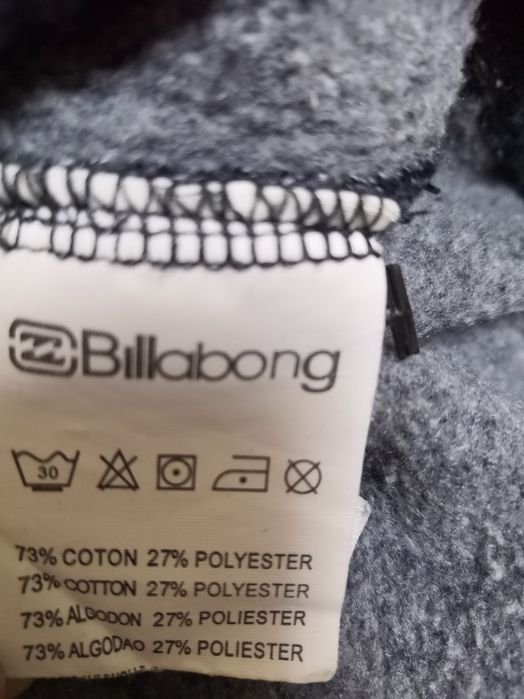 Billabong
30
73% COTON 27% POLYESTER
73% COTTON 27% POLYESTER
73% ALGODON 27% POLIESTER
73% ALGODAO 27% POLIESTER